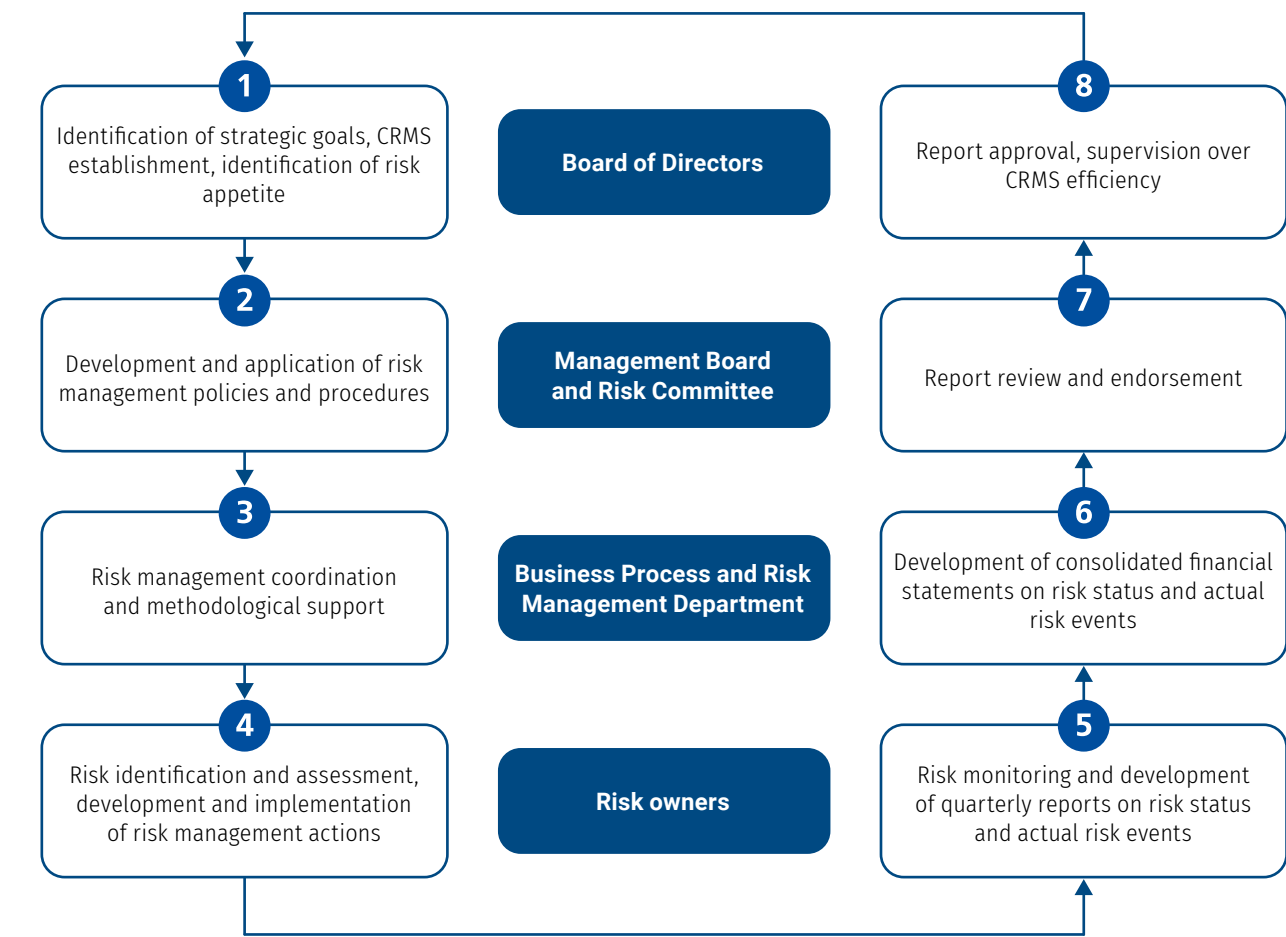 1
Identification of strategic goals, CRMS
establishment, identification of risk
appetite
Board of Directors
8
Report approval, supervision over
CRMS efficiency
2
Development and application of risk
management policies and procedures
Management Board
and Risk Committee
7
Report review and endorsement
3
Risk management coordination
and methodological support
Business Process and Risk
Management Department
6
Development of consolidated financial
statements on risk status and actual
risk events
4
Risk identification and assessment,
development and implementation
of risk management actions
Risk owners
5
Risk monitoring and development
of quarterly reports on risk status
and actual risk events